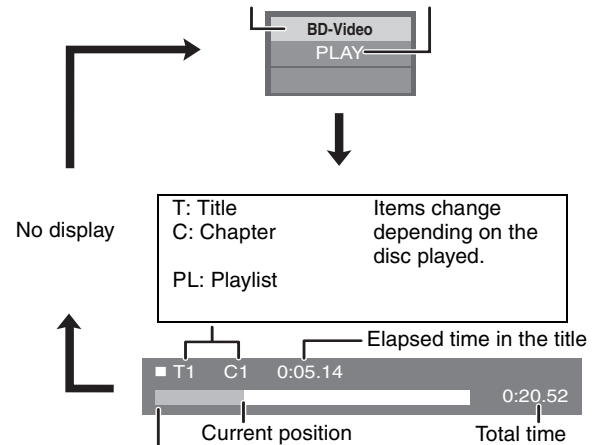 BD-Video
PLAY
No display
T: Title
C: Chapter
PL: Playlist
Items change
depending on the
disc played.
Elapsed time in the title
T1 C1 0:05.14
0:20.52
Current position
Total time